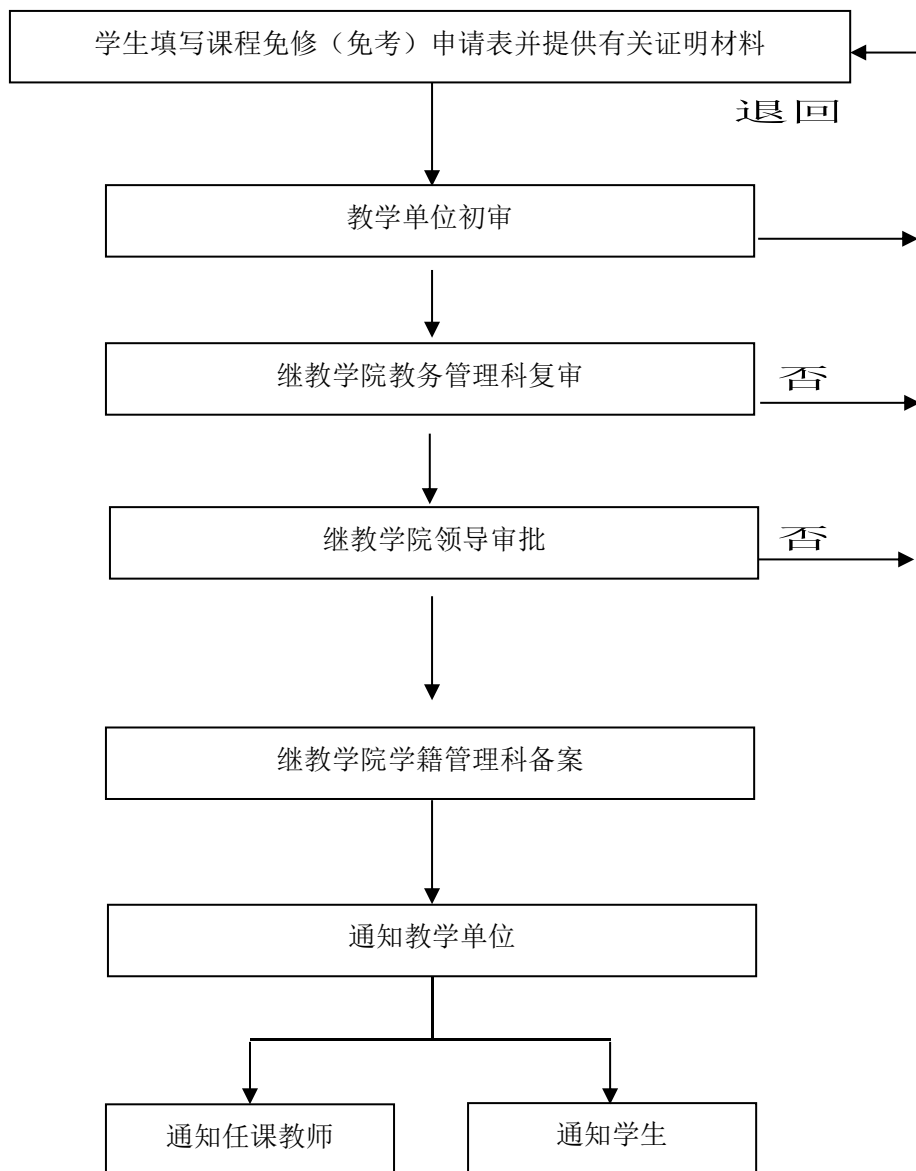 学生填写课程免修（免考）申请表并提供有关证明材料
退回
教学单位初审
继教学院教务管理科复审
否
继教学院领导审批
否
继教学院学籍管理科备案
通知教学单位
通知任课教师
通知学生